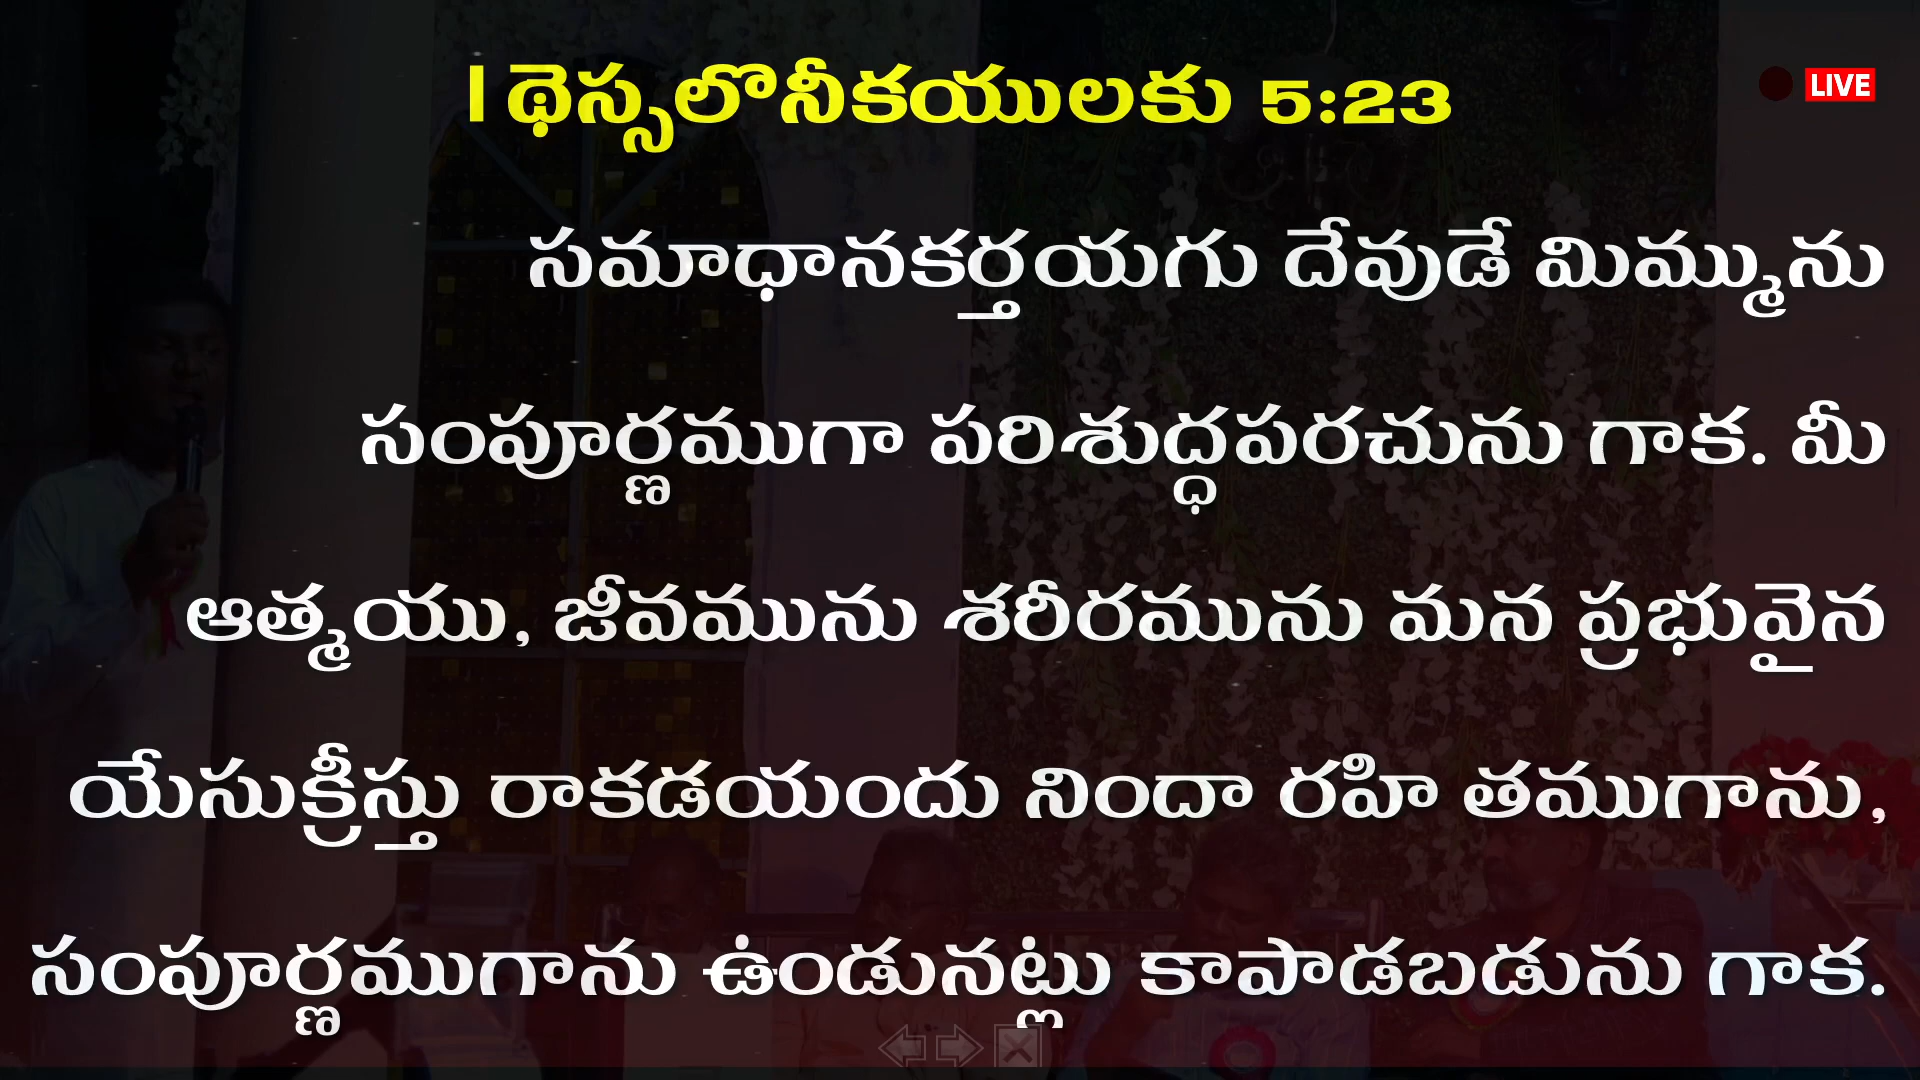 I థెస్సలొనీకయులకు 5:23
LIVE
సమాధానకర్తయగు దేవుడే మిమ్మును
సంపూర్ణముగా పరిశుద్ధపరచును గాక. మీ
ఆత్మయు, జీవమును శరీరమును మన ప్రభువైన
యేసుక్రీస్తు రాకడయందు నిందా రహి తముగాను,
సంపూర్ణముగాను ఉండునట్లు కాపాడబడును గాక.